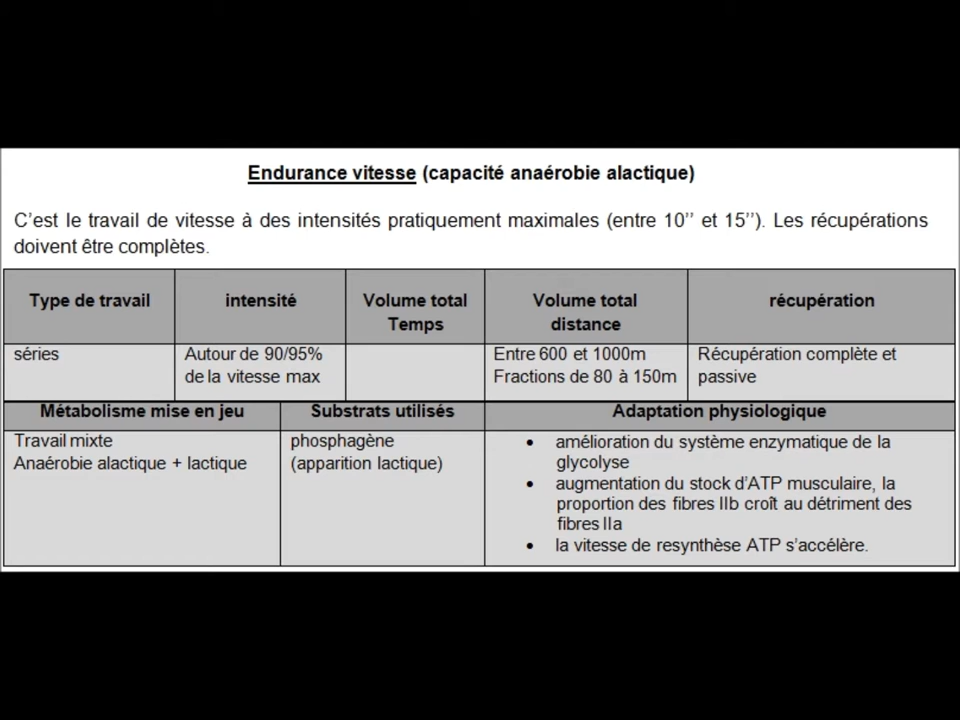 Endurance vitesse (capacité anaérobie alactique)
C’est le travail de vitesse à des intensités pratiquement maximales (entre 10’’ et 15’’). Les récupérations
doivent être complètes.
Type de travail
intensité
Volume total
Temps
Volume total
distance
récupération
séries
Autour de 90/95%
de la vitesse max
Entre 600 et 1000m
Fractions de 80 à 150m
Récupération complète et
passive
Métabolisme mise en jeu
Substrats utilisés
Adaptation physiologique
Travail mixte
Anaérobie alactique + lactique
phosphagène
(apparition lactique)
• amélioration du système enzymatique de la
glycolyse
• augmentation du stock d’ATP musculaire, la
proportion des fibres IIb croît au détriment des
fibres IIa
• la vitesse de resynthèse ATP s’accélère.